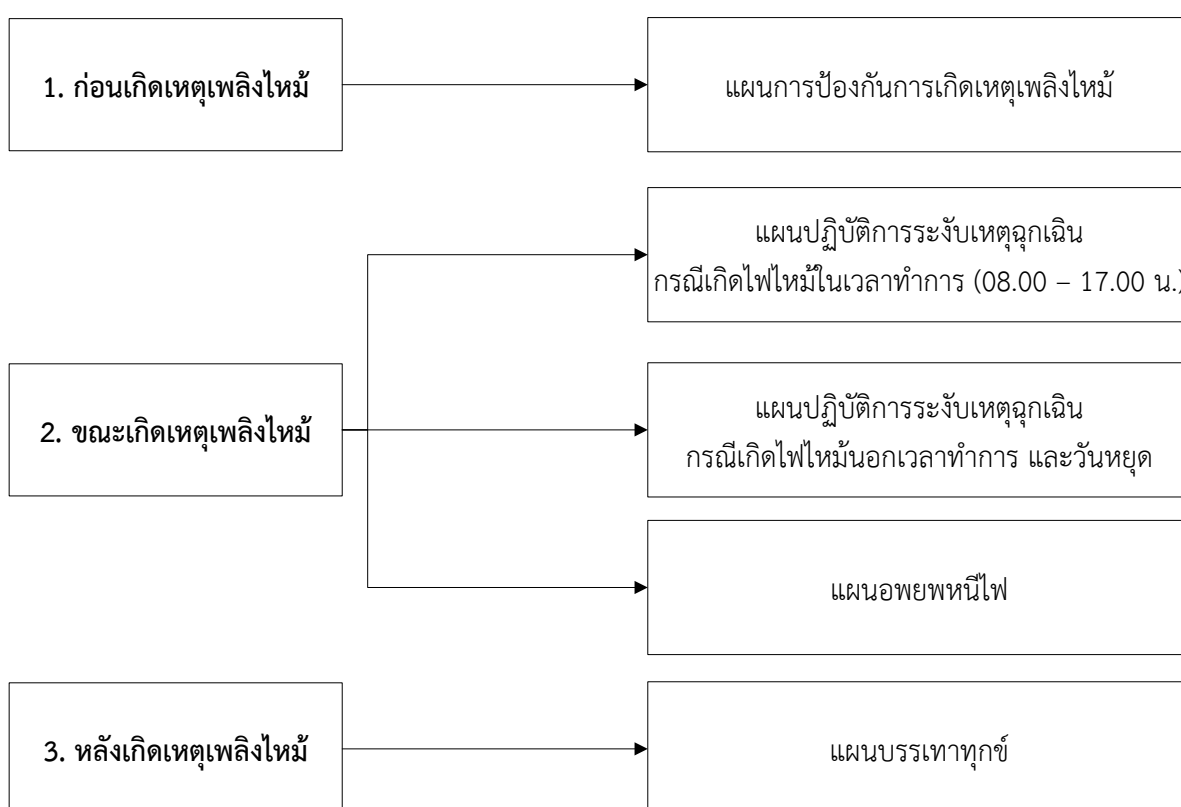 1. ก่อนเกิดเหตุเพลิงไหม้
แผนการป้องกันการเกิดเหตุเพลิงไหม้
2. ขณะเกิดเหตุเพลิงไหม้
แผนปฏิบัติการระงับเหตุฉุกเฉิน
กรณีเกิดไฟไหม้ในเวลาทำการ (08.00 – 17.00 น.)
แผนปฏิบัติการระงับเหตุฉุกเฉิน
กรณีเกิดไฟไหม้นอกเวลาทำการ และวันหยุด
แผนอพยพหนีไฟ
3. หลังเกิดเหตุเพลิงไหม้
แผนบรรเทาทุกข์